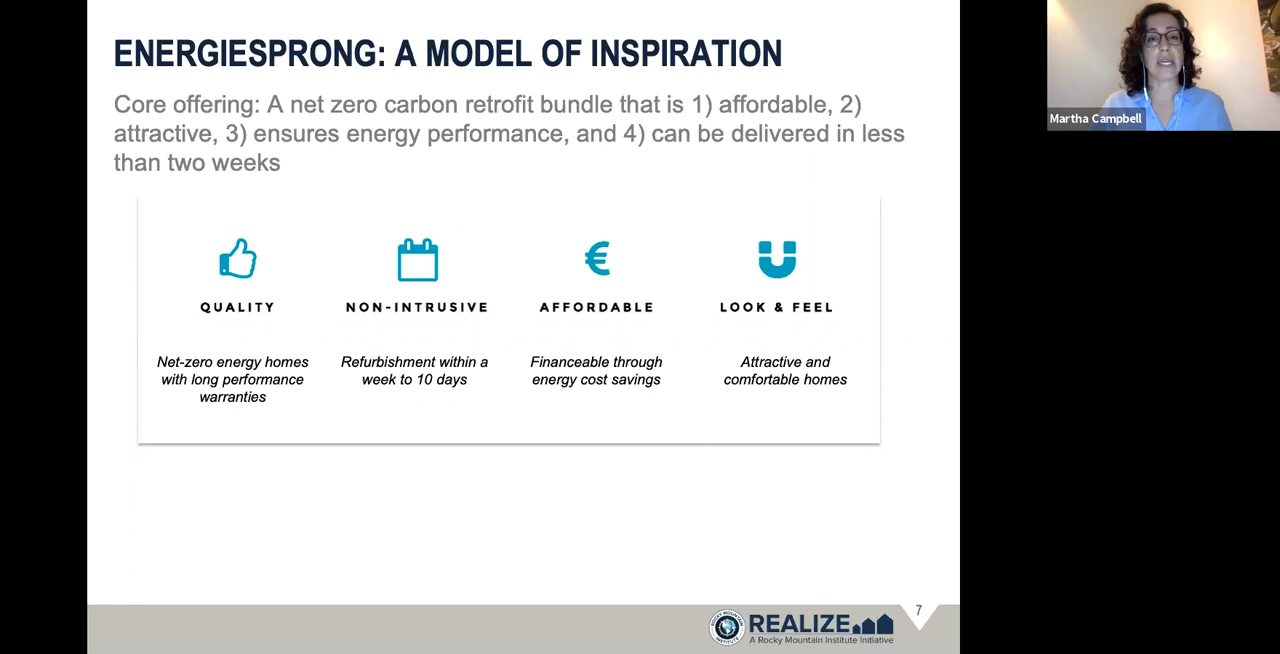 ENERGIESPRONG: A MODEL OF INSPIRATION
Core offering: A net zero carbon retrofit bundle that is 1) affordable, 2)
attractive, 3) ensures energy performance, and 4) can be delivered in less
than two weeks
QUALITY
Net-zero energy homes
with long performance
warranties
NON-INTRUSIVE
Refurbishment within a
week to 10 days
€
AFFORDABLE
Financeable through
energy cost savings
LOOK & FEEL
Attractive and
comfortable homes
ROCKY MOUNTAIN INSTITUTE
REALIZE
A Rocky Mountain Institute Initiative
7
Martha Campbell